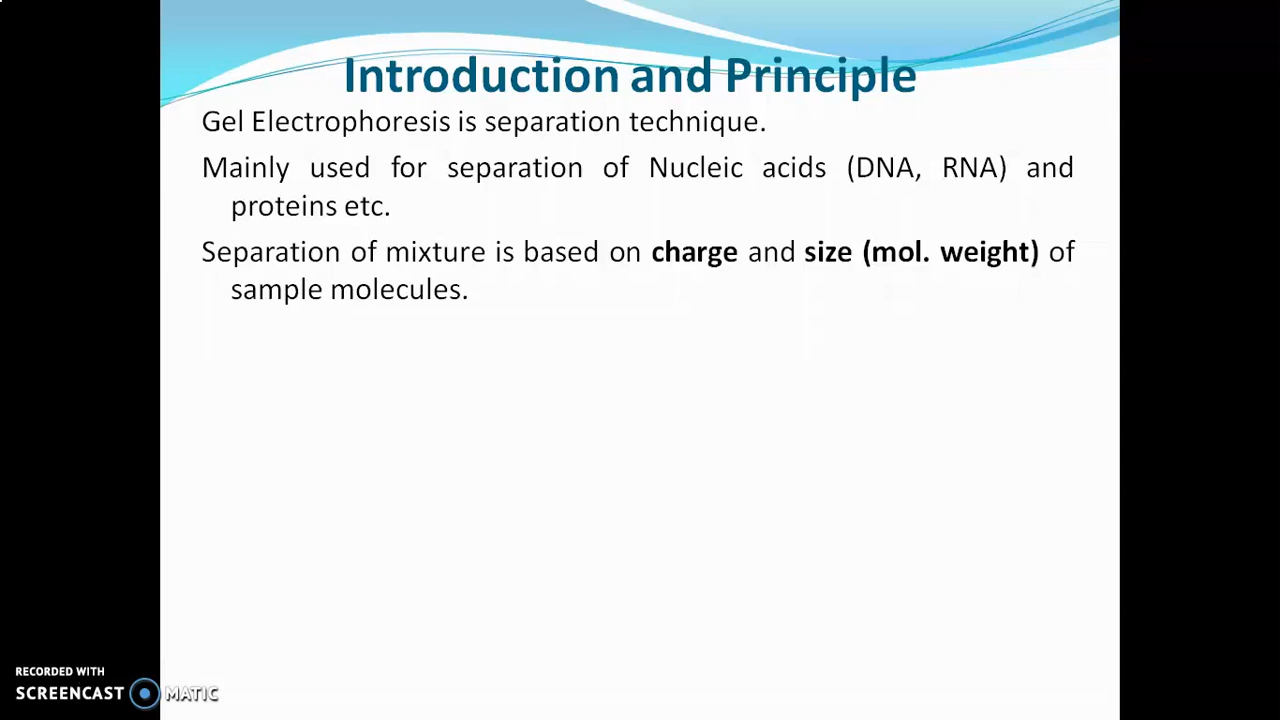 Introduction and Principle
Gel Electrophoresis is separation technique.
Mainly used for separation of Nucleic acids (DNA, RNA) and
proteins etc.
Separation of mixture is based on charge and size (mol. weight) of
sample molecules.
RECORDED WITH
SCREENCAST MATIC